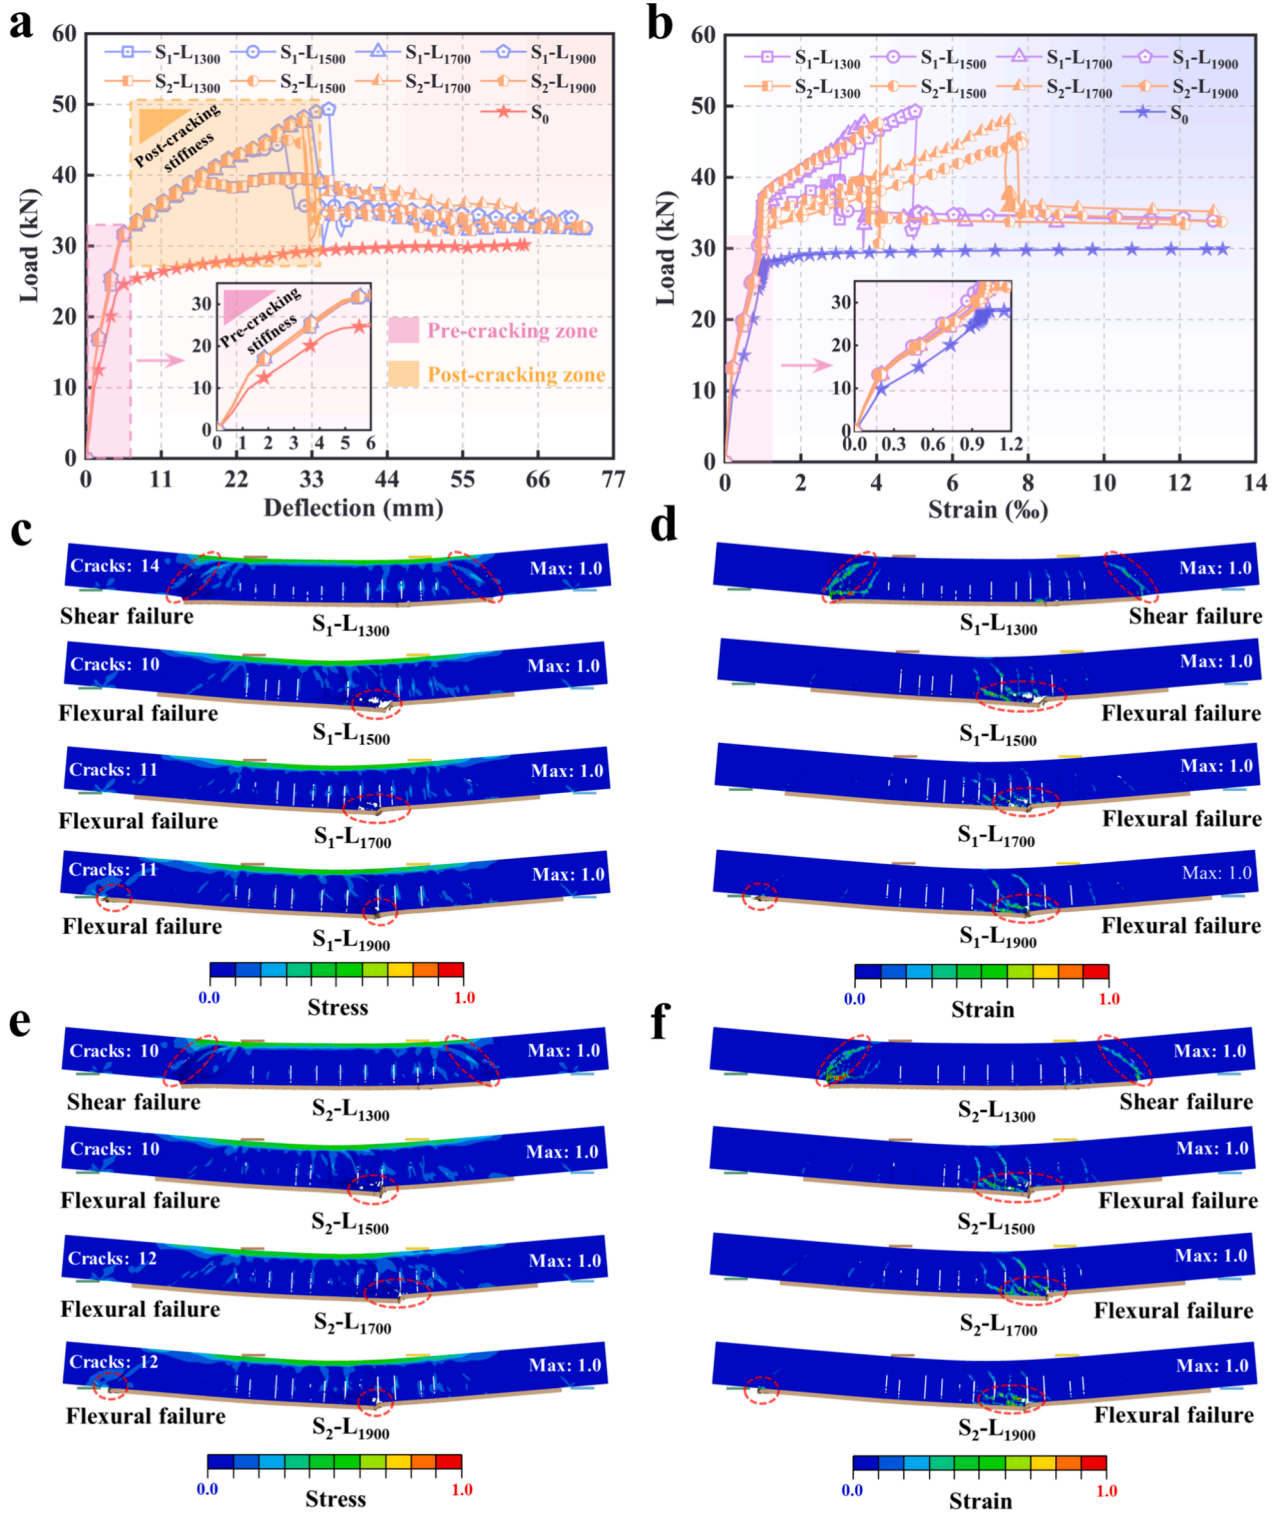 a
60
50
40
30
20
10
0
Load (kN)
0 11 22 33 44 55 66 77
Deflection (mm)
S1-L1300 S1-L1500 S1-L1700 S1-L1900
S2-L1300 S2-L1500 S2-L1700 S2-L1900
S0
Post-cracking
stiffness
Pre-cracking
stiffness
30
20
10
0
0 1 2 3 4 5 6
Pre-cracking zone
Post-cracking zone
b
60
50
40
30
20
10
0
Load (kN)
0 2 4 6 8 10 12 14
Strain (‰)
S1-L1300 S1-L1500 S1-L1700 S1-L1900
S2-L1300 S2-L1500 S2-L1700 S2-L1900
S0
30
20
10
0
0.0 0.3 0.6 0.9 1.2
c
Cracks: 14 Max: 1.0
Shear failure
S1-L1300
Cracks: 10 Max: 1.0
Flexural failure
S1-L1500
Cracks: 11 Max: 1.0
Flexural failure
S1-L1700
Cracks: 11 Max: 1.0
Flexural failure
S1-L1900
0.0 1.0
Stress
d
Max: 1.0
S1-L1300
Shear failure
Max: 1.0
Flexural failure
S1-L1500
Max: 1.0
Flexural failure
S1-L1700
Max: 1.0
Flexural failure
S1-L1900
0.0 1.0
Strain
e
Cracks: 10 Max: 1.0
Shear failure
S2-L1300
Cracks: 10 Max: 1.0
Flexural failure
S2-L1500
Cracks: 12 Max: 1.0
Flexural failure
S2-L1700
Cracks: 12 Max: 1.0
Flexural failure
S2-L1900
0.0 1.0
Stress
f
Max: 1.0
Shear failure
S2-L1300
Max: 1.0
Flexural failure
S2-L1500
Max: 1.0
Flexural failure
S2-L1700
Max: 1.0
Flexural failure
S2-L1900
0.0 1.0
Strain